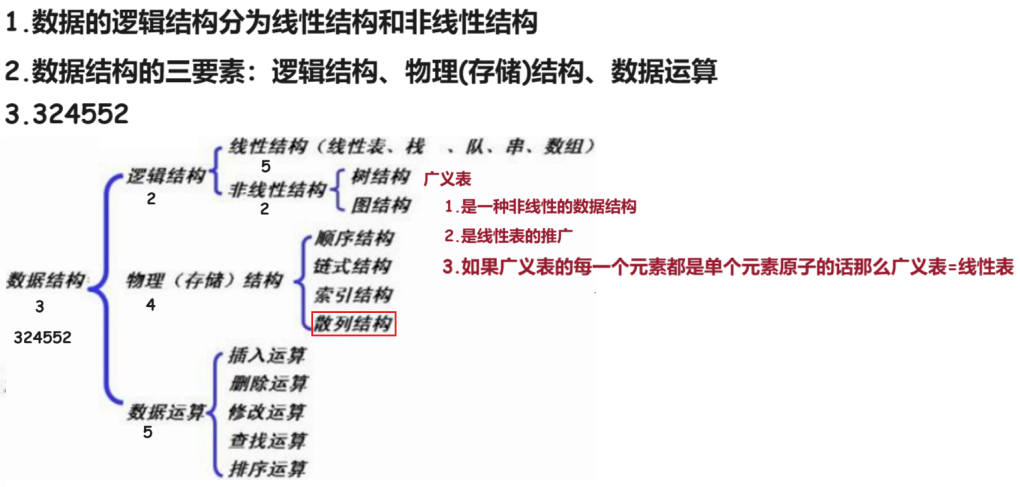 1.数据的逻辑结构分为线性结构和非线性结构
2.数据结构的三要素：逻辑结构、物理(存储)结构、数据运算
3.324552
线性结构（线性表、栈 、队、串、数组）
5
逻辑结构
2
非线性结构
2
树结构
图结构
广义表
1.是一种非线性的数据结构
2.是线性表的推广
3.如果广义表的每一个元素都是单个元素原子的话那么广义表=线性表
数据结构
3
324552
物理（存储）结构
4
顺序结构
链式结构
索引结构
散列结构
数据运算
5
插入运算
删除运算
修改运算
查找运算
排序运算